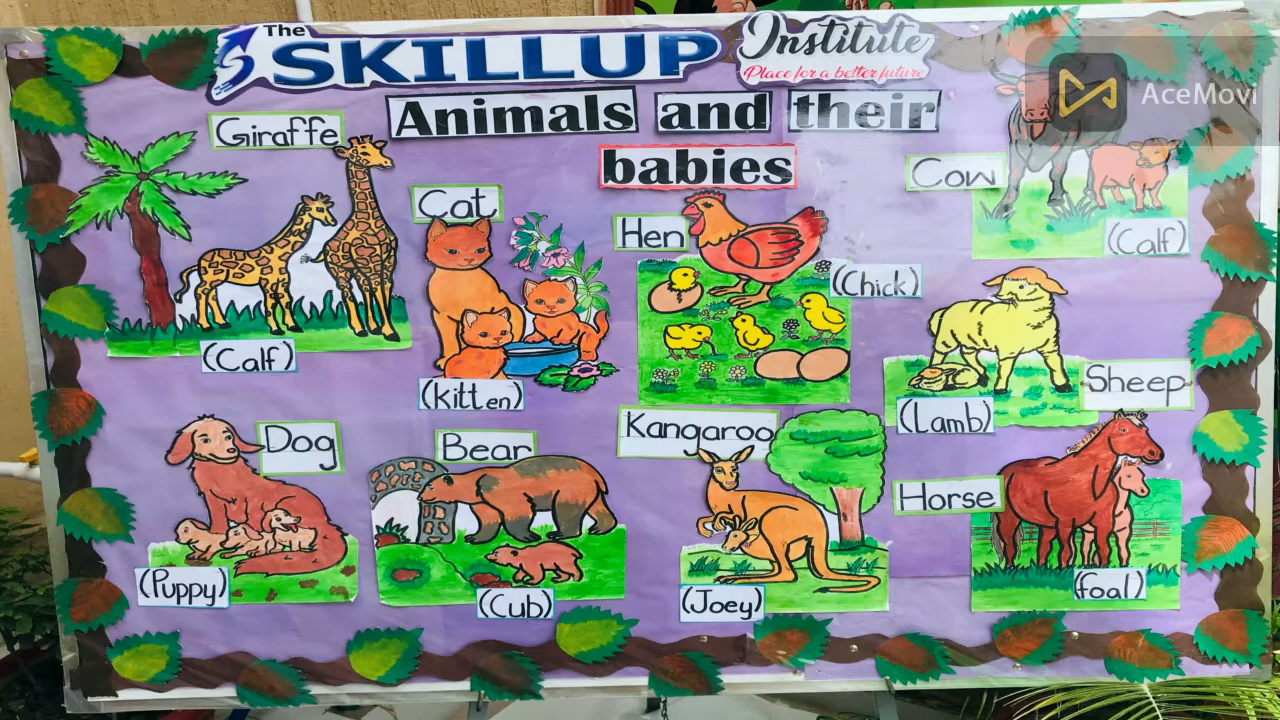 The
SKILLUP Institute
Place for a better future
AceMovi
Animals and their
babies
Giraffe
(Calf)
Cat
(kitten)
Hen
(Chick)
Cow
(Calf)
Sheep
(Lamb)
Dog
(Puppy)
Bear
(Cub)
Kangaroo
(Joey)
Horse
(foal)